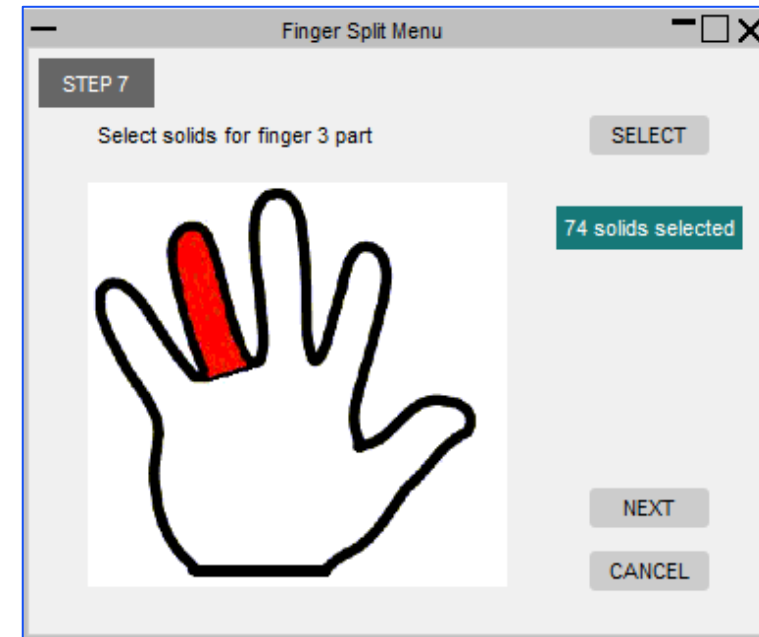 Finger Split Menu
STEP 7
Select solids for finger 3 part
SELECT
74 solids selected
NEXT
CANCEL